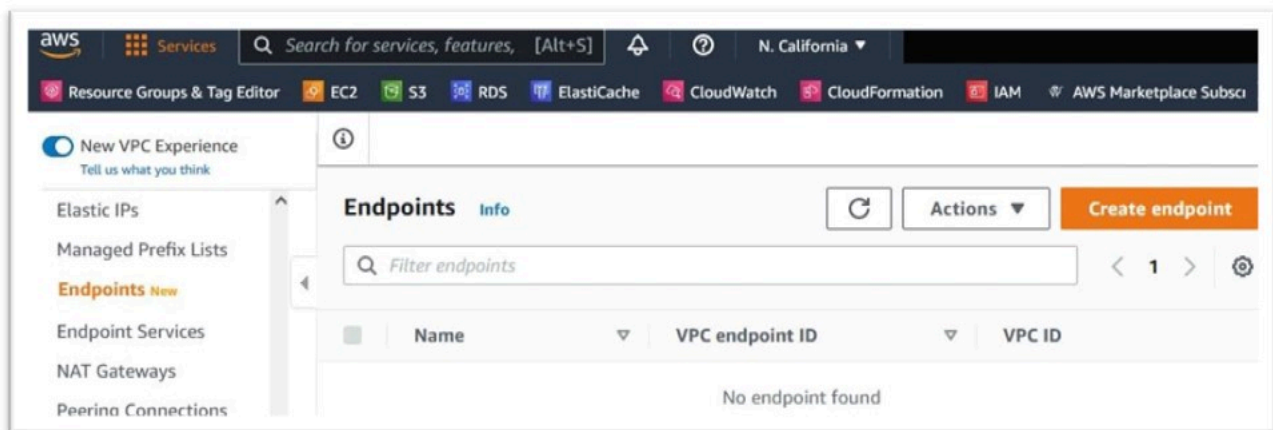 aws Services Search for services, features, [Alt+S] N. California ▼
Resource Groups & Tag Editor EC2 S3 RDS ElastiCache CloudWatch CloudFormation IAM AWS Marketplace
New VPC Experience
Tell us what you think
Elastic IPs
Managed Prefix Lists
Endpoints New
Endpoint Services
NAT Gateways
Peering Connections
Endpoints Info Actions ▼ Create endpoint
Filter endpoints 1
Name VPC endpoint ID VPC ID
No endpoint found